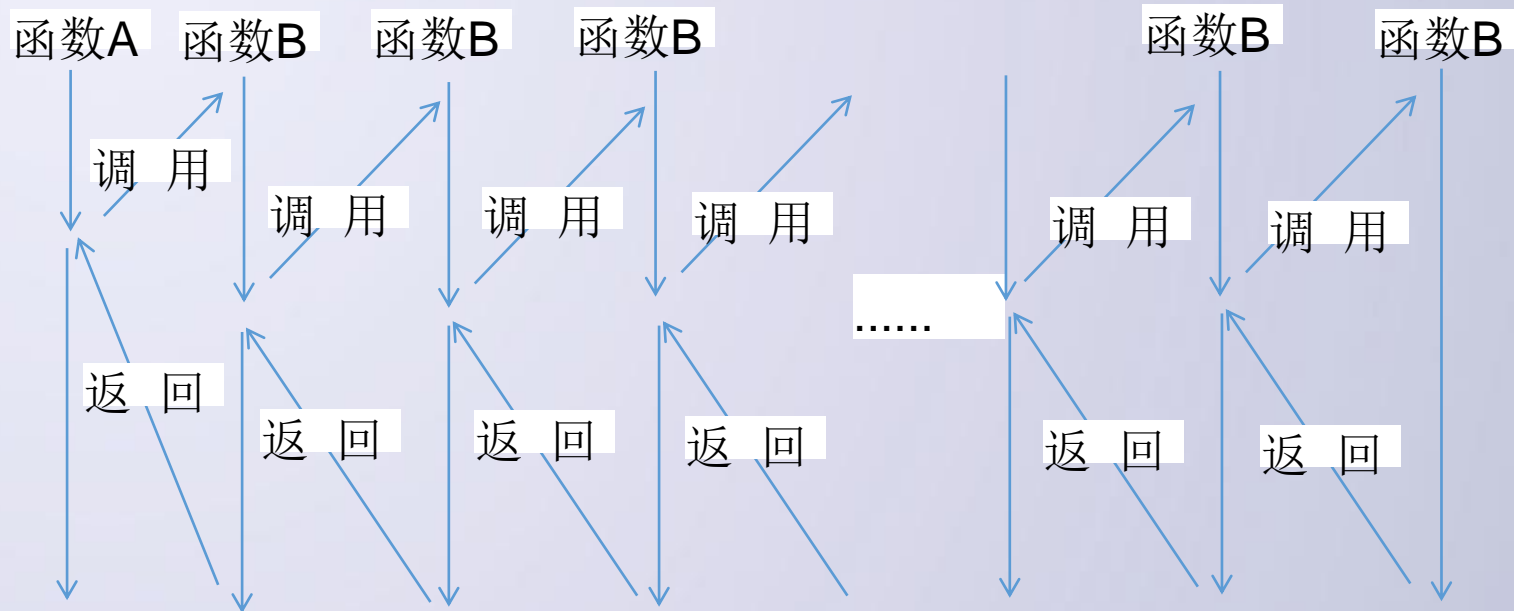 函数A 函数B 函数B 函数B 函数B 函数B
调 用 调 用 调 用 调 用 调 用 调 用
......
返 回 返 回 返 回 返 回 返 回 返 回